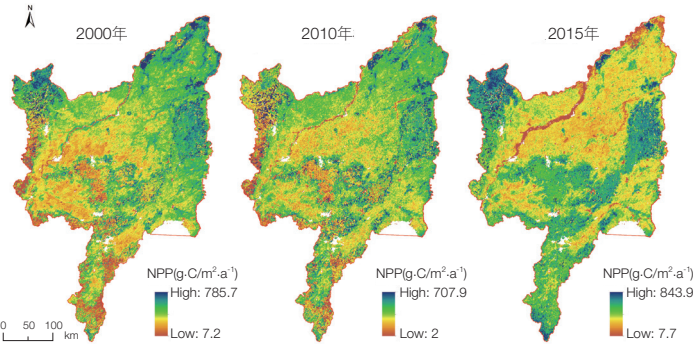 N
2000年
2010年
2015年
NPP(g·C/m²·a⁻¹)
High: 785.7
Low: 7.2
NPP(g·C/m²·a⁻¹)
High: 707.9
Low: 2
NPP(g·C/m²·a⁻¹)
High: 843.9
Low: 7.7
0 50 100
km